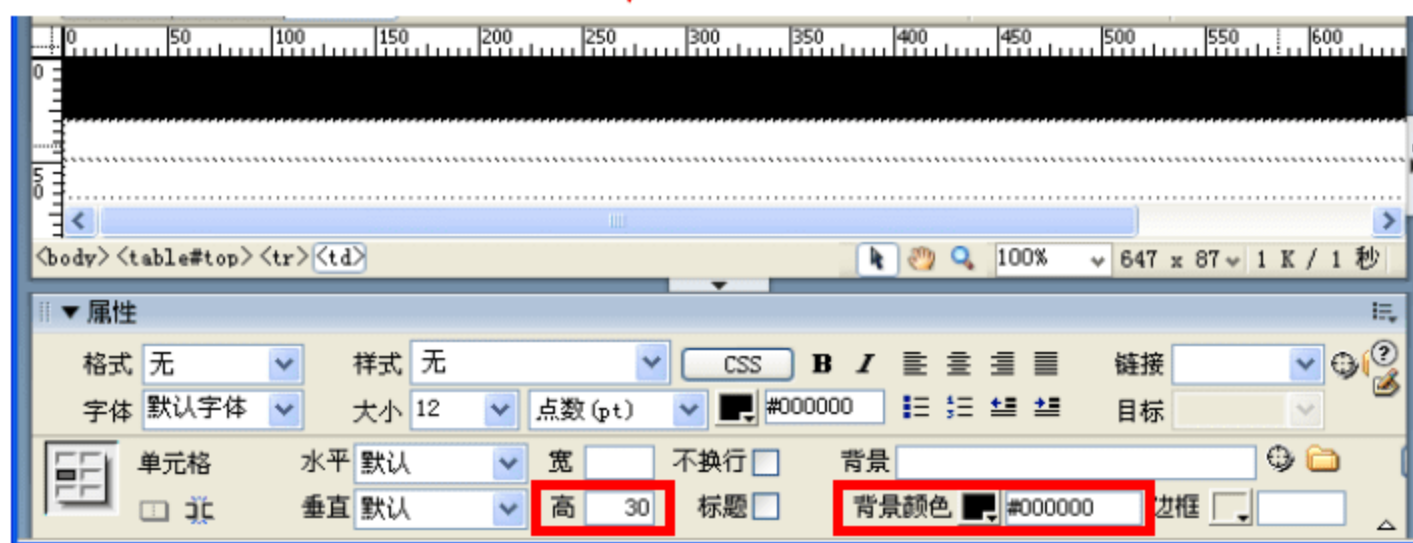 0 50 100 150 200 250 300 350 400 450 500 550 600
0
50
<body> <table#top> <tr> <td> 100% 647 x 87 1 K / 1 秒
属性
格式 无 样式 无 CSS B I 链接
字体 默认字体 大小 12 点数(pt) #000000 目标
单元格 水平 默认 宽 不换行 背景
垂直 默认 高 30 标题 背景颜色 #000000 边框